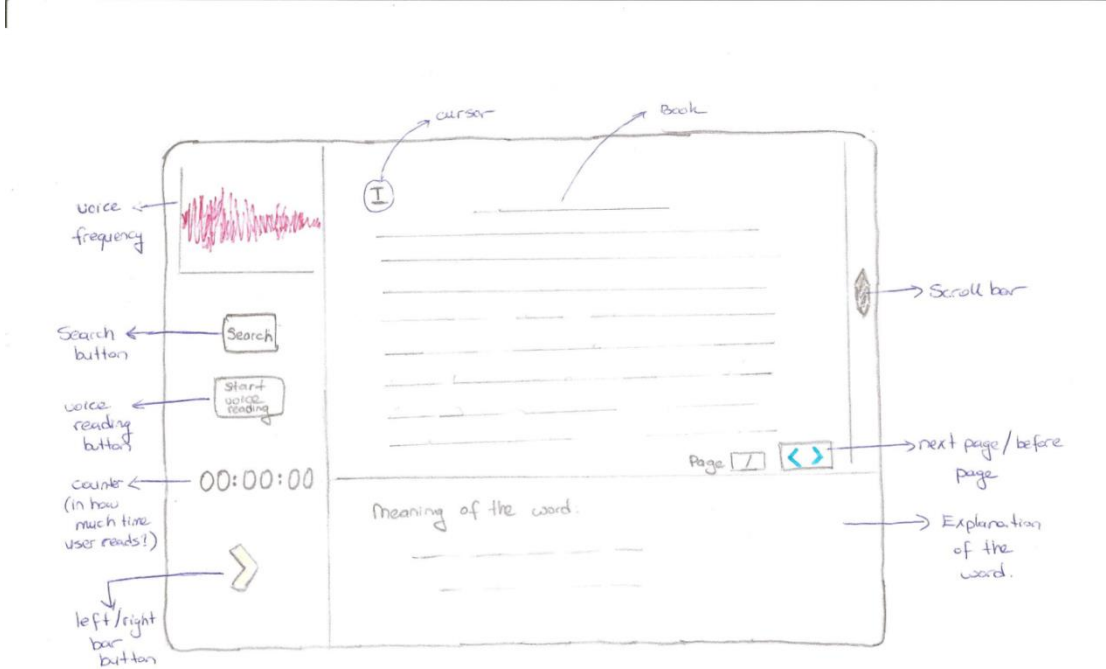 cursor
Book
voice
frequency
Search
button
Search
Start
voice
reading
voice
reading
button
00:00:00
counter
(in how
much time
user reads?)
left/right
bar
button
I
Scroll bar
Page /
< >
next page/before
page
Meaning of the word:
Explanation
of the
word.